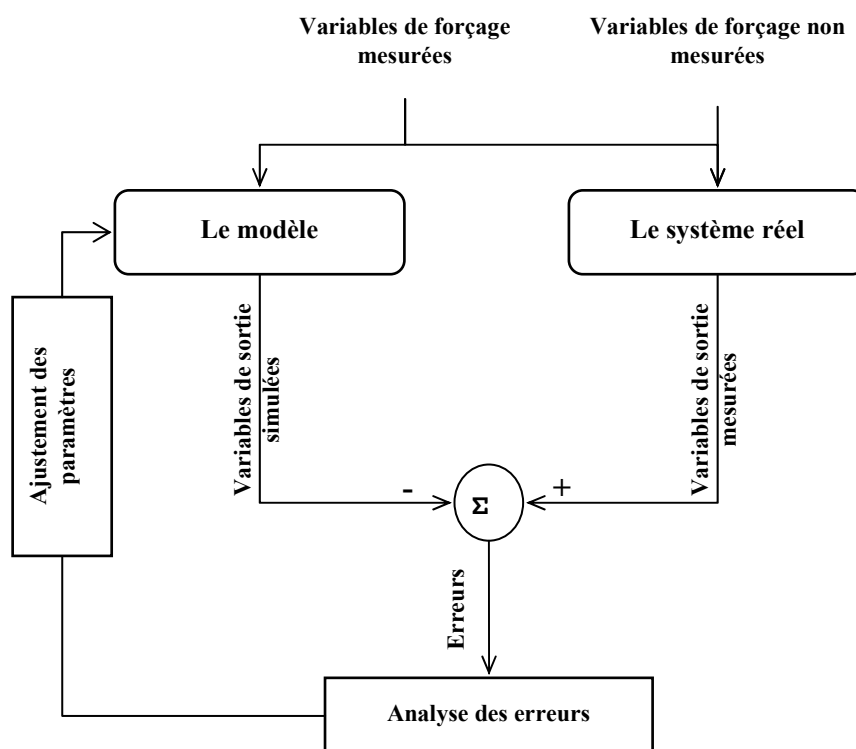 Variables de forçage
mesurées
Variables de forçage non
mesurées
Le modèle
Le système réel
Ajustement des
paramètres
Variables de sortie
simulées
Variables de sortie
mesurées
-
Σ
+
Erreurs
Analyse des erreurs